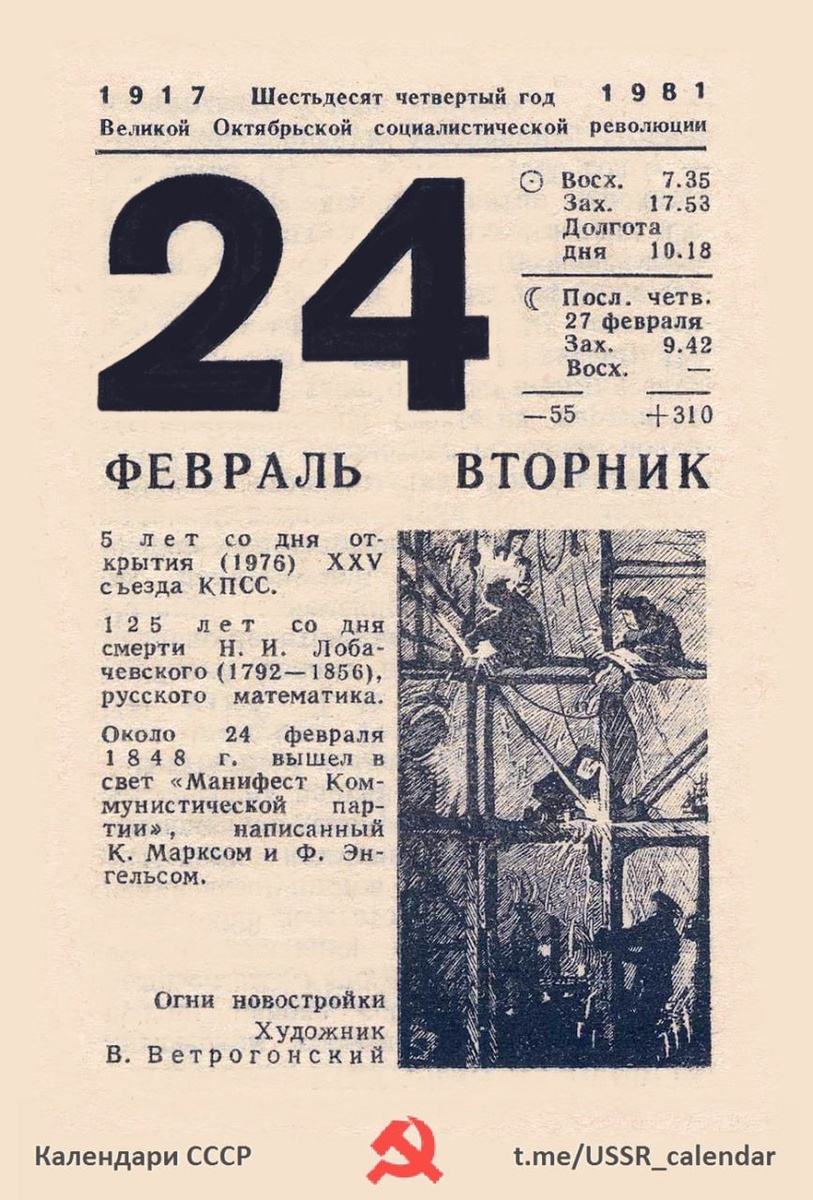 1917 Шестьдесят четвертый год 1981
Великой Октябрьской социалистической революции
24
Восх. 7.35
Зах. 17.53
Долгота
дня 10.18
Посл. четв.
27 февраля
Зах. 9.42
Восх. —
—55 +310
ФЕВРАЛЬ ВТОРНИК
5 лет со дня от-
крытия (1976) XXV
съезда КПСС.
125 лет со дня
смерти Н. И. Лоба-
чевского (1792—1856),
русского математика.
Около 24 февраля
1848 г. вышел в
свет «Манифест Ком-
мунистической пар-
тии», написанный
К. Марксом и Ф. Эн-
гельсом.
Огни новостройки
Художник
В. Ветрогонский
Календари СССР
t.me/USSR_calendar